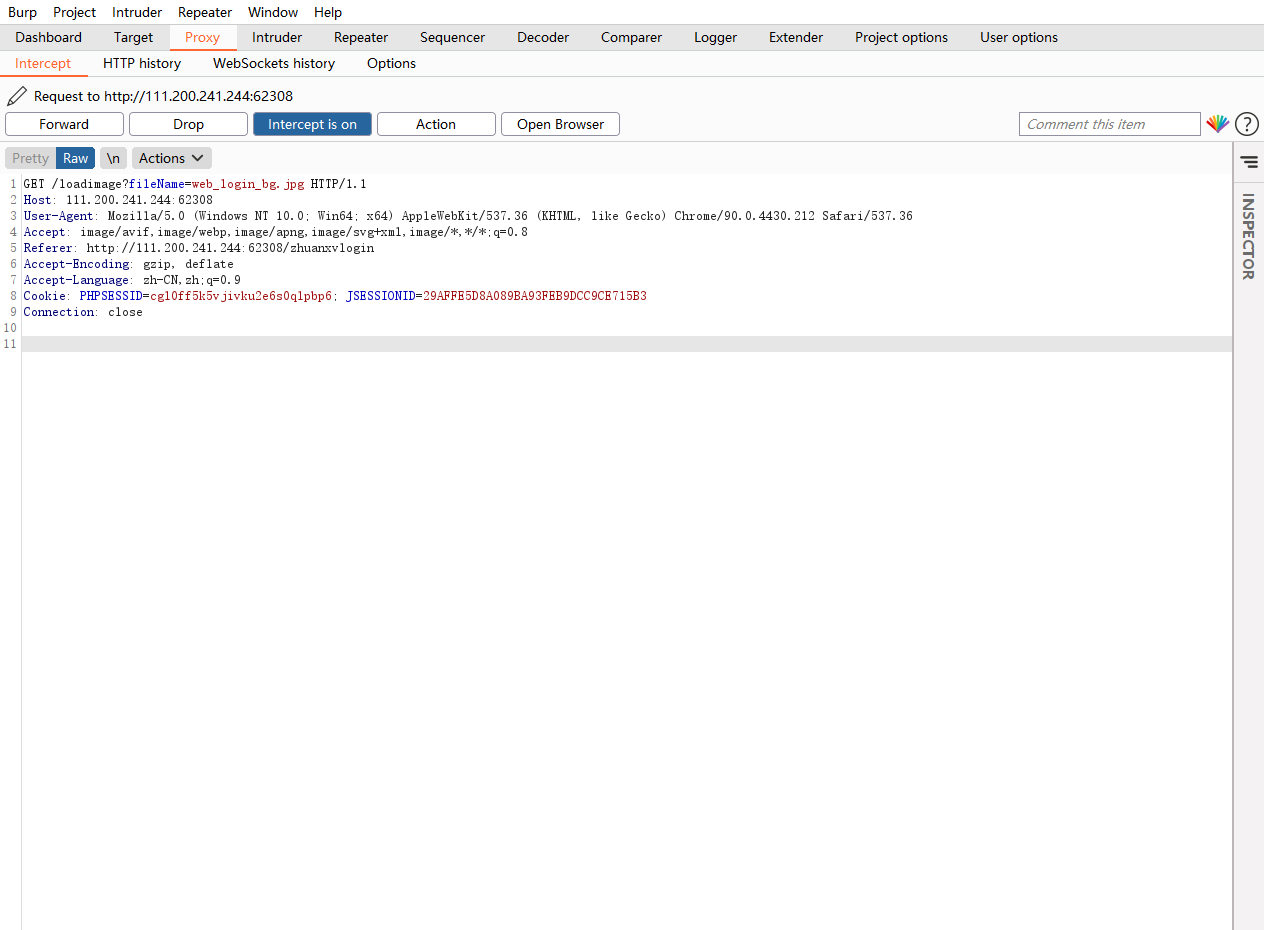 Burp Project Intruder Repeater Window Help
Dashboard Target Proxy Intruder Repeater Sequencer Decoder Comparer Logger Extender Project options User options
Intercept HTTP history WebSockets history Options
Request to http://111.200.241.244:62308
Forward Drop Intercept is on Action Open Browser Comment this item ?
Pretty Raw \n Actions
INSPECTOR
1 GET /loadimage?fileName=web_login_bg.jpg HTTP/1.1
2 Host: 111.200.241.244:62308
3 User-Agent: Mozilla/5.0 (Windows NT 10.0; Win64; x64) AppleWebKit/537.36 (KHTML, like Gecko) Chrome/90.0.4430.212 Safari/537.36
4 Accept: image/avif,image/webp,image/apng,image/svg+xml,image/*,*/*;q=0.8
5 Referer: http://111.200.241.244:62308/zhuanxvlogin
6 Accept-Encoding: gzip, deflate
7 Accept-Language: zh-CN,zh;q=0.9
8 Cookie: PHPSESSID=cgl0ff5k5vjivku2e6s0qlpbp6; JSESSIONID=29AFFE5D8A089BA93FEB9DCC9CE715B3
9 Connection: close
10
11